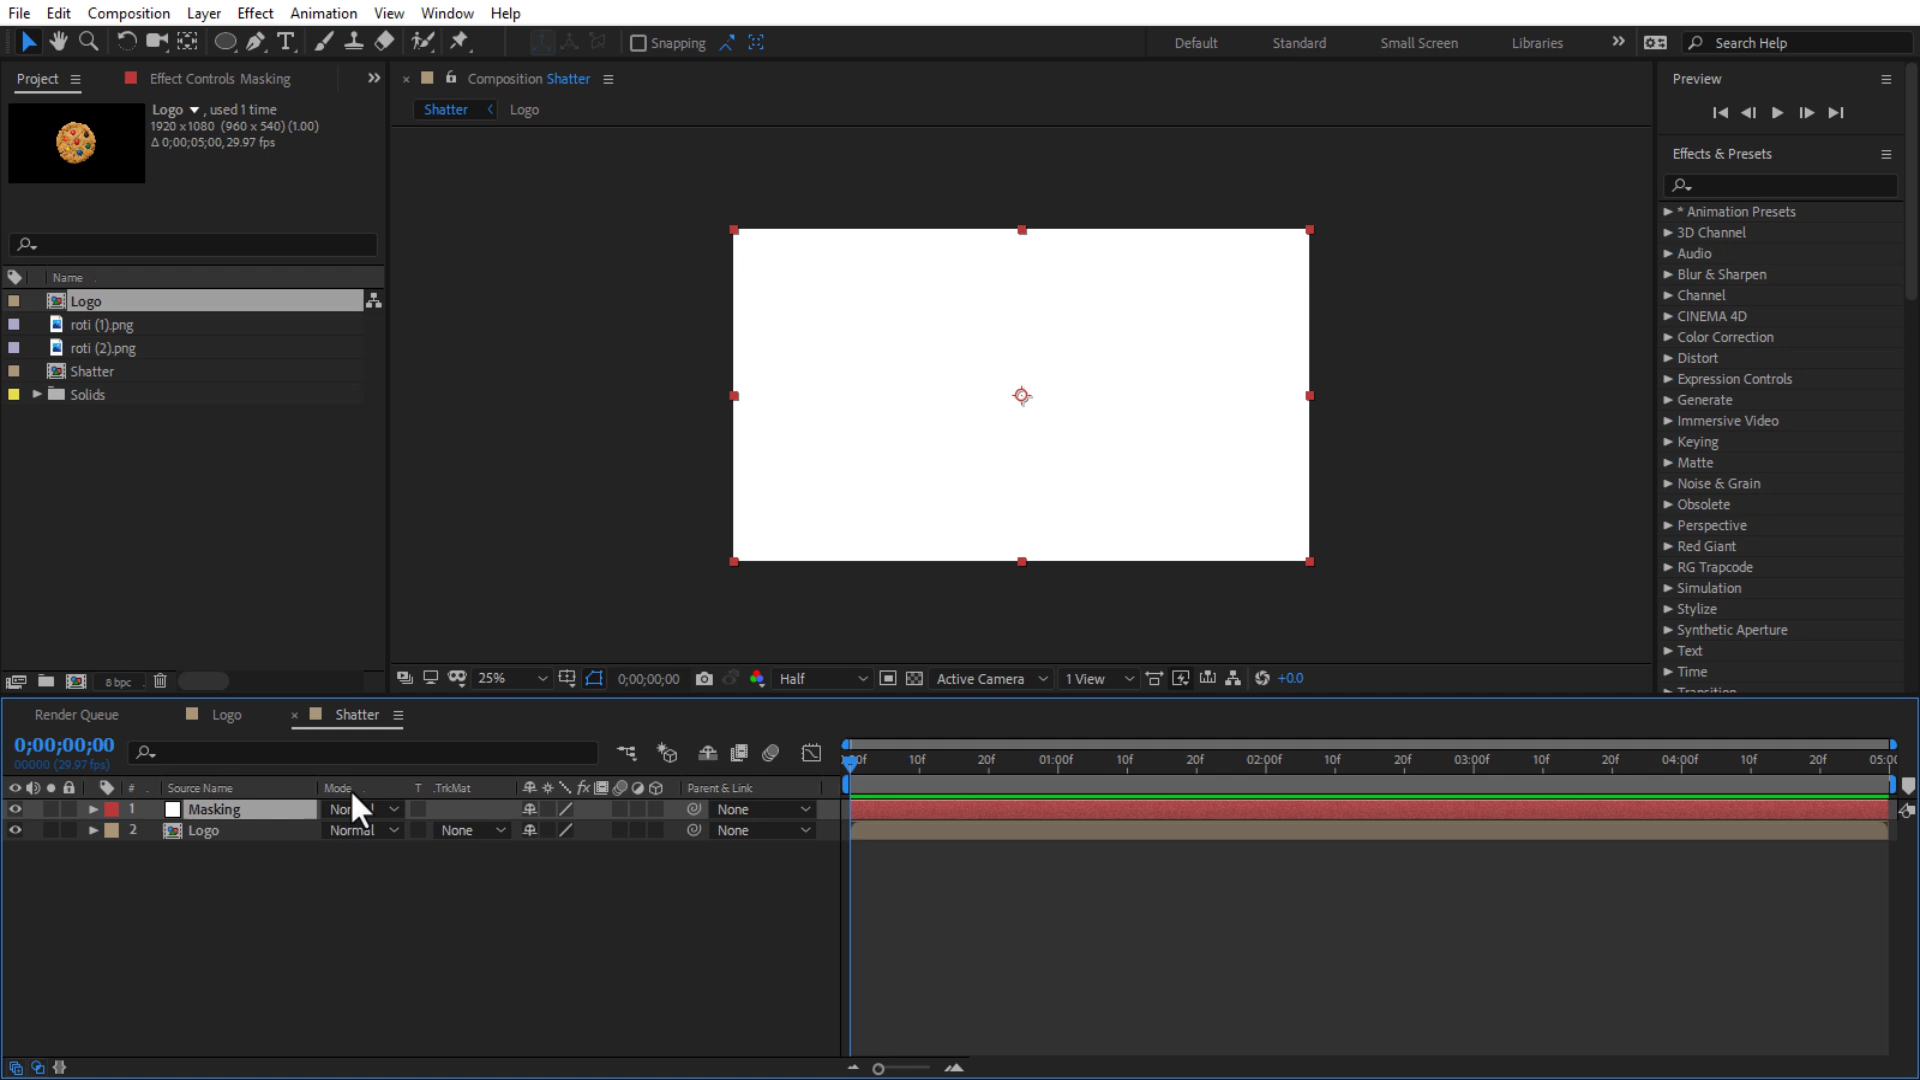 File Edit Composition Layer Effect Animation View Window Help
Snapping Default Standard Small Screen Libraries Search Help
Project Effect Controls Masking
Logo , used 1 time
1920 x1080 (960 x 540) (1.00)
Δ 0;00;05;00, 29.97 fps
Name
Logo
roti (1).png
roti (2).png
Shatter
Solids
8 bpc
Composition Shatter
Shatter Logo
25% 0;00;00;00 Half Active Camera 1 View +0.0
Preview
Effects & Presets
* Animation Presets
3D Channel
Audio
Blur & Sharpen
Channel
CINEMA 4D
Color Correction
Distort
Expression Controls
Generate
Immersive Video
Keying
Matte
Noise & Grain
Obsolete
Perspective
Red Giant
RG Trapcode
Simulation
Stylize
Synthetic Aperture
Text
Time
Transition
Render Queue Logo Shatter
0;00;00;00
00000 (29.97 fps)
10f 20f 01:00f 10f 20f 02:00f 10f 20f 03:00f 10f 20f 04:00f 10f 20f
# Source Name Mode T .TrkMat fx Parent & Link
1 Masking None
2 Logo Normal None None